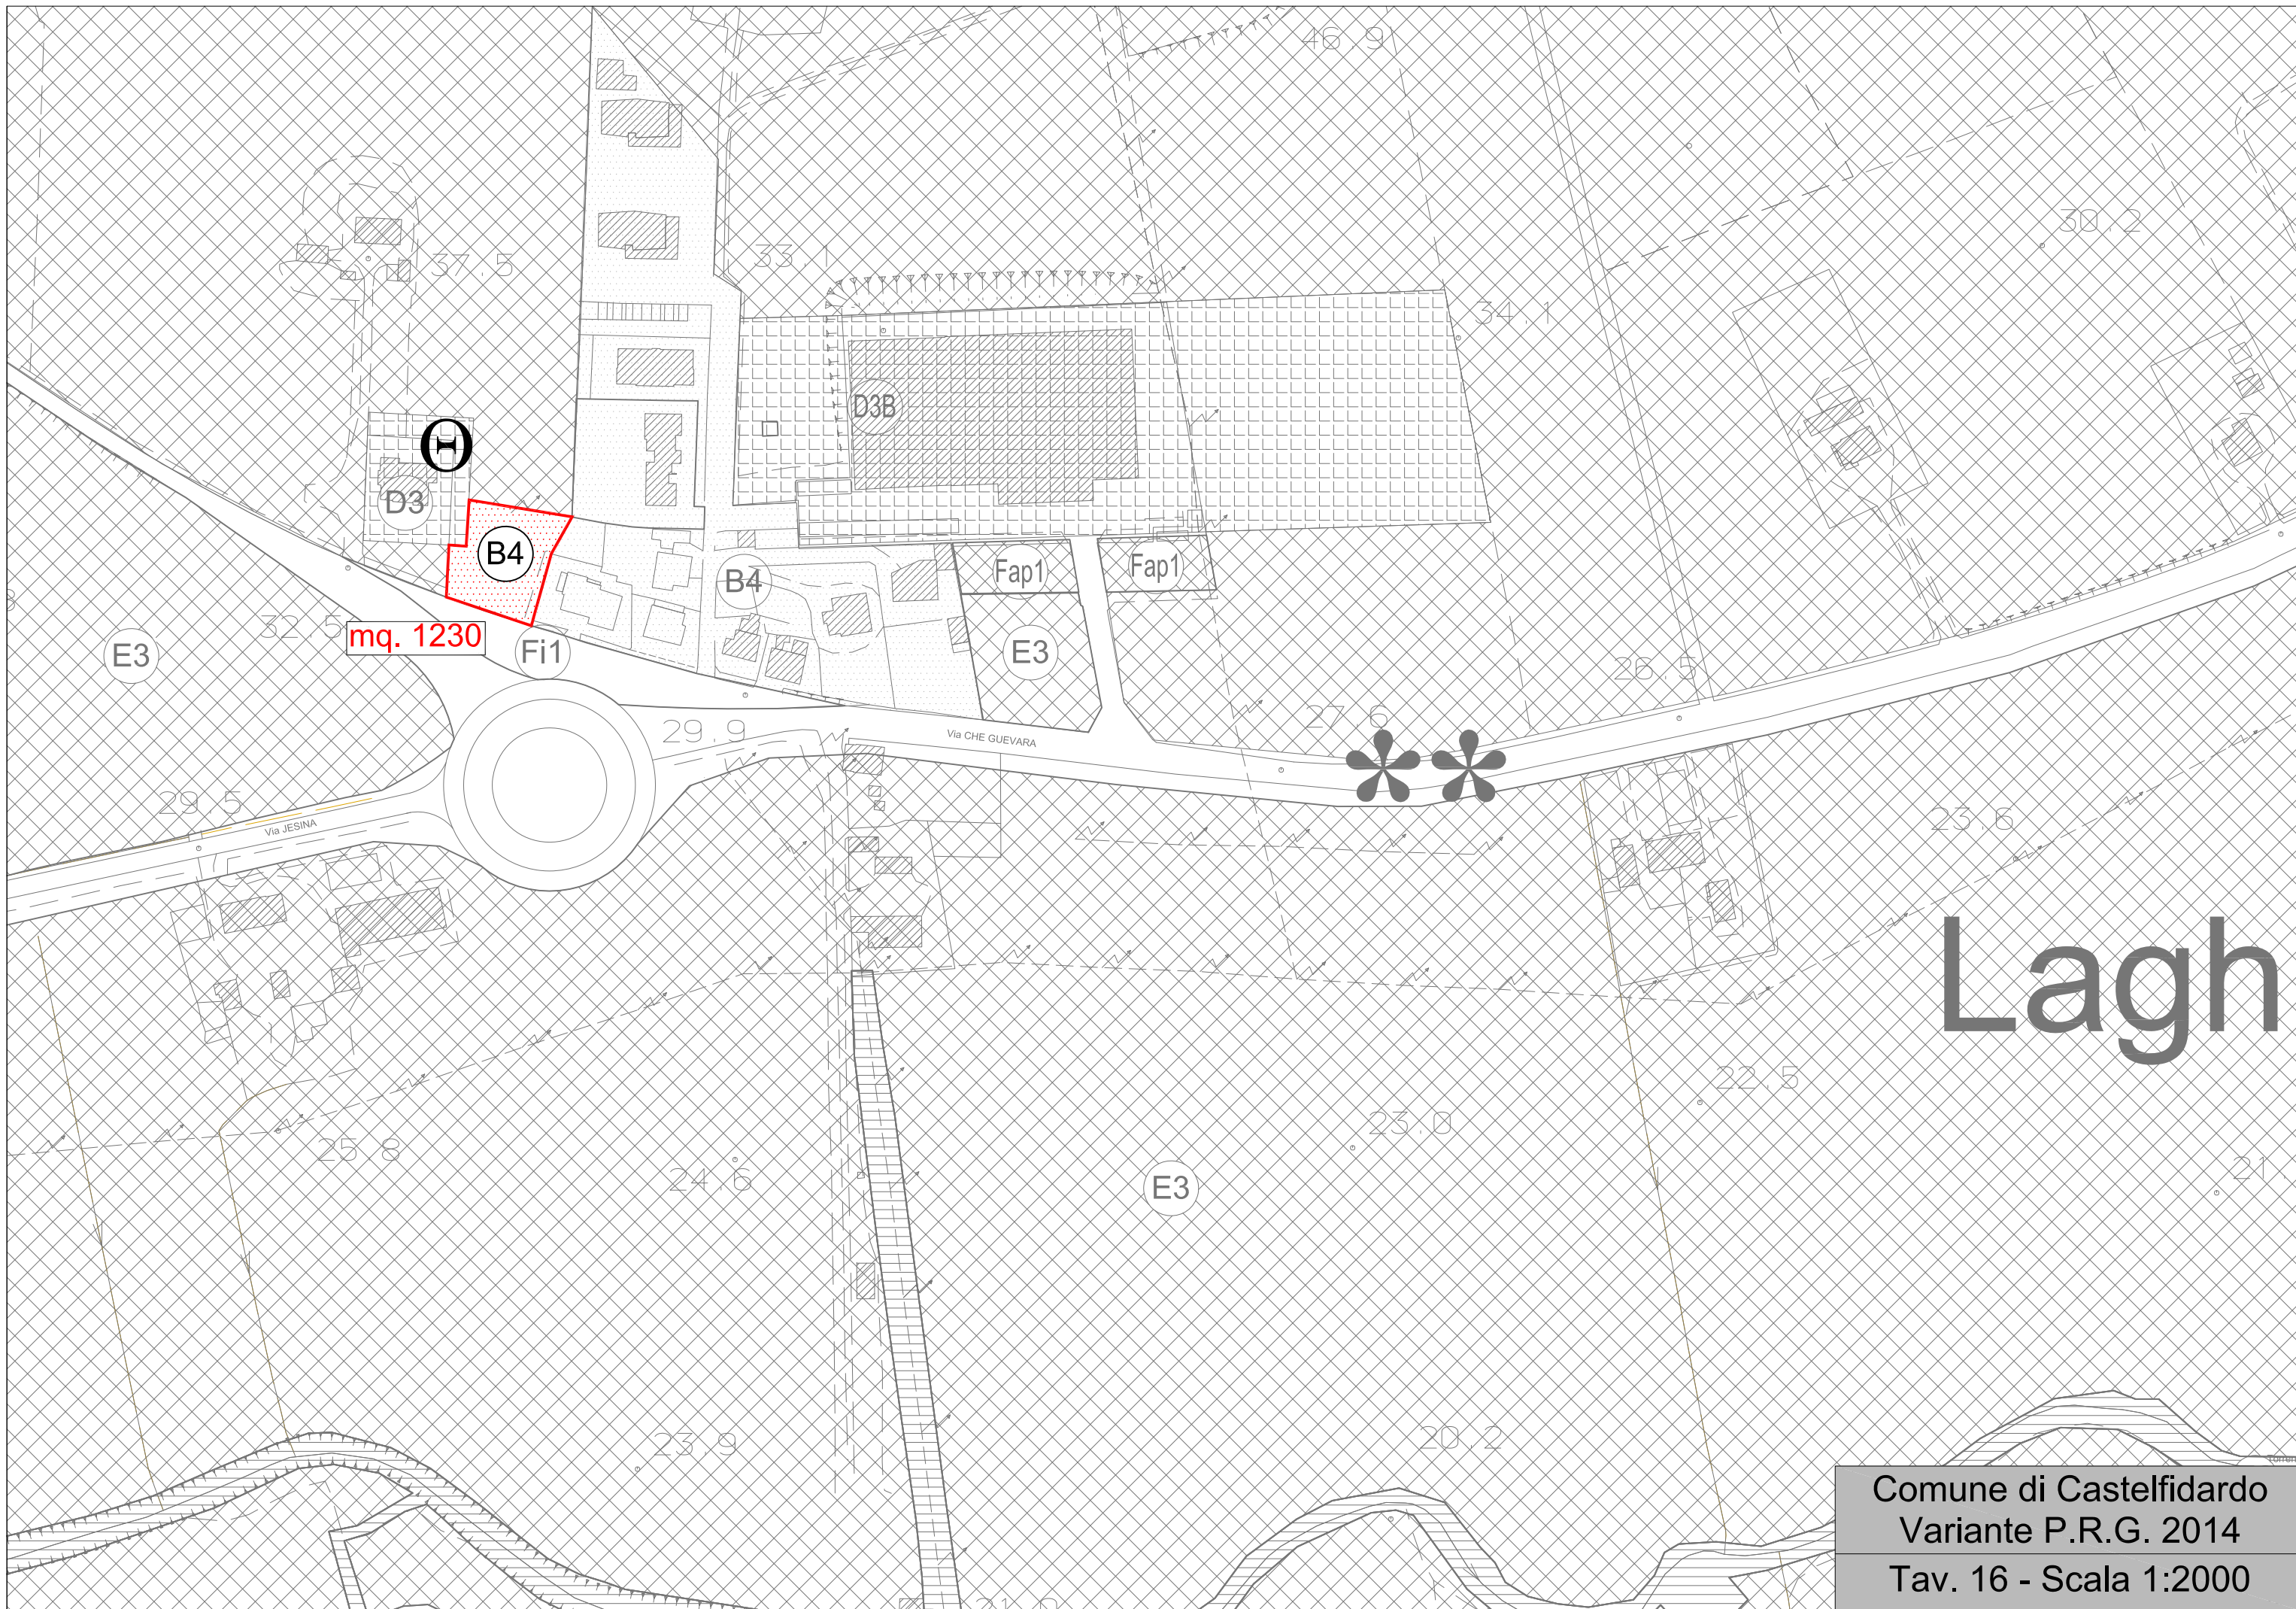 46.9
30.2
37.5
33.1
34.1
D3B
Θ
D3
B4
B4
Fap1
Fap1
32.5
mq. 1230
E3
Fi1
E3
26.5
27.6
29.9
Via CHE GUEVARA
**
29.5
Via JESINA
23.6
Lagh
22.5
23.0
25.8
24.6
21
E3
23.9
20.2
Comune di Castelfidardo
Variante P.R.G. 2014
Tav. 16 - Scala 1:2000